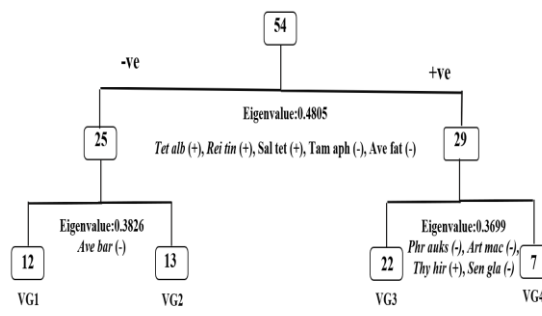 54
-ve
+ve
Eigenvalue:0.4805
25
Tet alb (+), Rei tin (+), Sal tet (+), Tam aph (-), Ave fat (-)
29
Eigenvalue:0.3826
Ave bar (-)
Eigenvalue:0.3699
Phr auks (-), Art mac (-),
Thy hir (+), Sen gla (-)
12
13
22
7
VG1
VG2
VG3
VG4